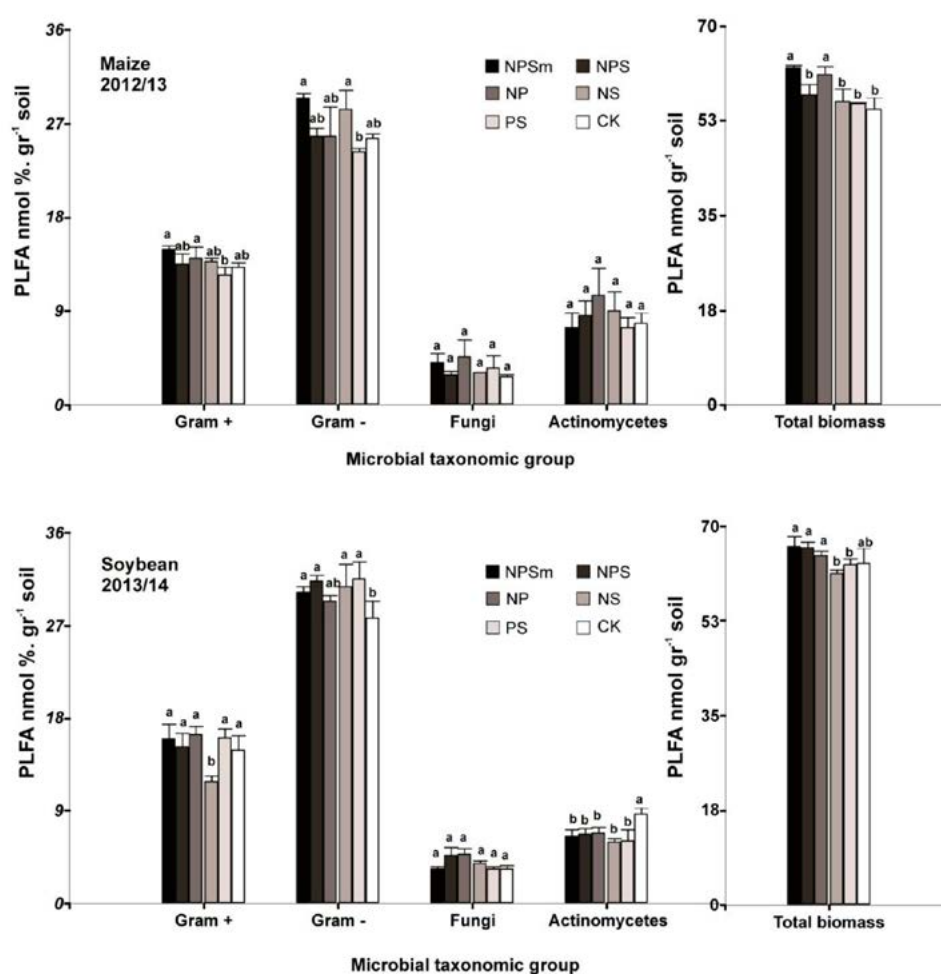 Maize
2012/13
NPSm NPS
NP NS
PS CK
PLFA nmol %. gr⁻¹ soil
36
27
18
9
0
a ab a ab b ab
a ab ab a b ab
a a a a a a
a a a a a a
Gram + Gram - Fungi Actinomycetes
Microbial taxonomic group
PLFA nmol gr⁻¹ soil
70
53
35
18
0
a b a b b b
Total biomass
Soybean
2013/14
NPSm NPS
NP NS
PS CK
PLFA nmol %. gr⁻¹ soil
36
27
18
9
0
a a a b a a
a a ab a a b
a a a a a a
b b b b b a
Gram + Gram - Fungi Actinomycetes
Microbial taxonomic group
PLFA nmol gr⁻¹ soil
70
53
35
18
0
a a a b b ab
Total biomass